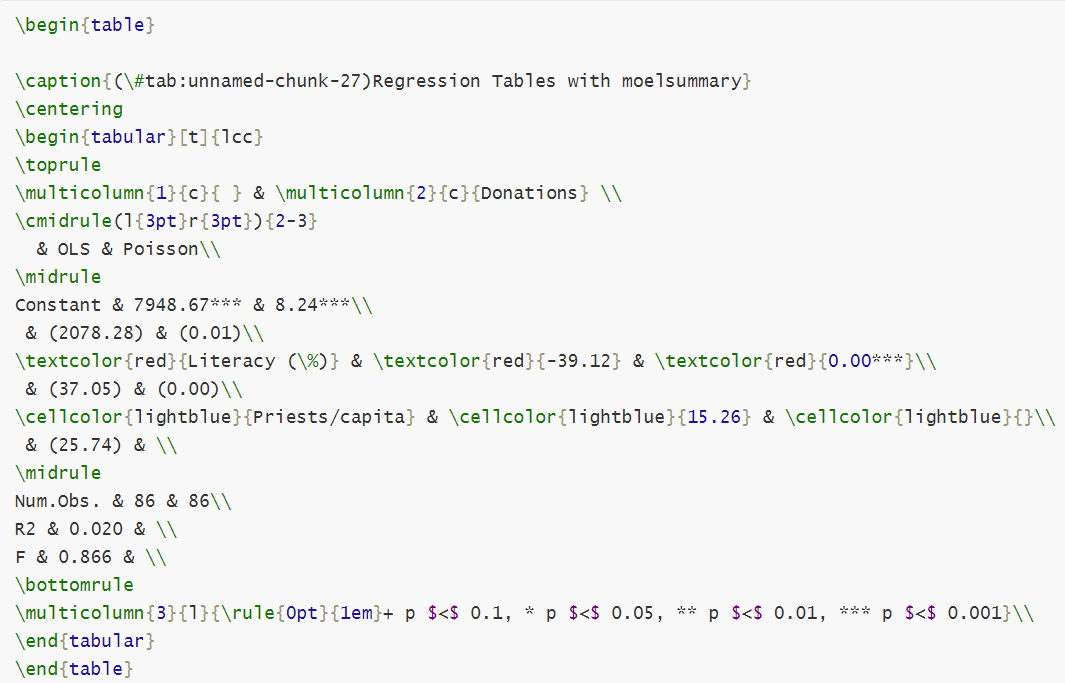 \begin{table}
\caption{(\#tab:unnamed-chunk-27)Regression Tables with moelsummary}
\centering
\begin{tabular}[t]{lcc}
\toprule
\multicolumn{1}{c}{ } & \multicolumn{2}{c}{Donations} \\
\cmidrule(l{3pt}r{3pt}){2-3}
  & OLS & Poisson\\
\midrule
Constant & 7948.67*** & 8.24***\\
 & (2078.28) & (0.01)\\
\textcolor{red}{Literacy (\%)} & \textcolor{red}{-39.12} & \textcolor{red}{0.00***}\\
 & (37.05) & (0.00)\\
\cellcolor{lightblue}{Priests/capita} & \cellcolor{lightblue}{15.26} & \cellcolor{lightblue}{}\\
 & (25.74) & \\
\midrule
Num.Obs. & 86 & 86\\
R2 & 0.020 & \\
F & 0.866 & \\
\bottomrule
\multicolumn{3}{l}{\rule{0pt}{1em}+ p $<$ 0.1, * p $<$ 0.05, ** p $<$ 0.01, *** p $<$ 0.001}\\
\end{tabular}
\end{table}